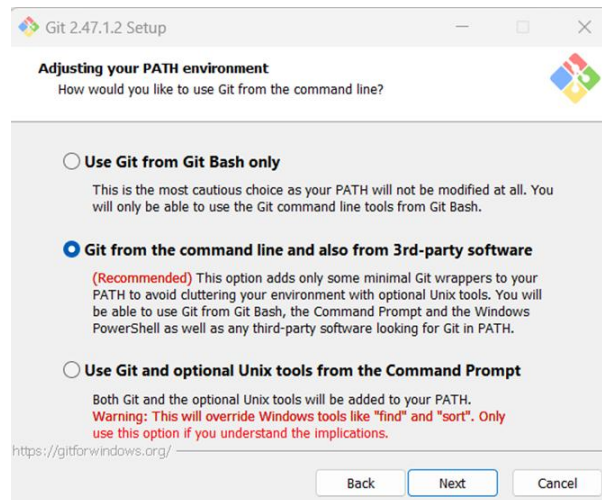 Git 2.47.1.2 Setup
Adjusting your PATH environment
How would you like to use Git from the command line?
Use Git from Git Bash only
This is the most cautious choice as your PATH will not be modified at all. You
will only be able to use the Git command line tools from Git Bash.
Git from the command line and also from 3rd-party software
(Recommended) This option adds only some minimal Git wrappers to your
PATH to avoid cluttering your environment with optional Unix tools. You will
be able to use Git from Git Bash, the Command Prompt and the Windows
PowerShell as well as any third-party software looking for Git in PATH.
Use Git and optional Unix tools from the Command Prompt
Both Git and the optional Unix tools will be added to your PATH.
Warning: This will override Windows tools like "find" and "sort". Only
use this option if you understand the implications.
https://gitforwindows.org/
Back Next Cancel